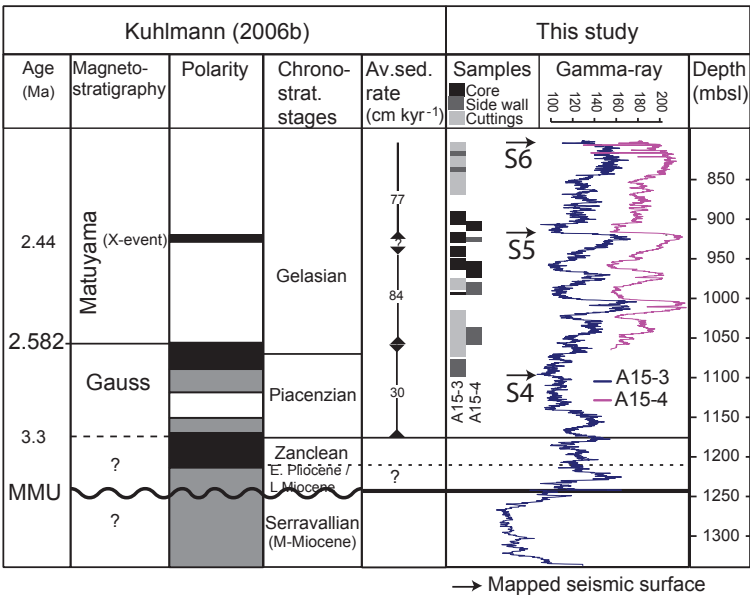 Kuhlmann (2006b)
This study
Age
(Ma)
Magneto-
stratigraphy
Polarity
Chrono-
strat.
stages
Av.sed.
rate
(cm kyr⁻¹)
Samples
Core
Side wall
Cuttings
Gamma-ray
100
120
140
160
180
200
Depth
(mbsl)
2.44
2.582
3.3
MMU
Matuyama
(X-event)
Gauss
?
?
Gelasian
Piacenzian
Zanclean
E. Pliocene /
L Miocene
Serravallian
(M-Miocene)
77
?
84
30
?
A15-3
A15-4
S6
S5
S4
A15-3
A15-4
850
900
950
1000
1050
1100
1150
1200
1250
1300
Mapped seismic surface